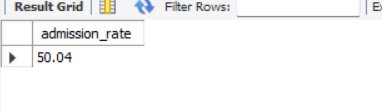 Result Grid Filter Rows:
admission_rate
50.04